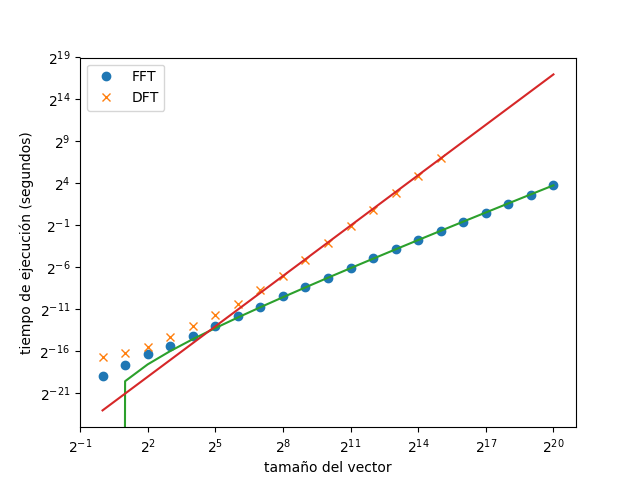 2^19
2^14
2^9
2^4
2^−1
2^−6
2^−11
2^−16
2^−21
tiempo de ejecución (segundos)
FFT
DFT
2^−1 2^2 2^5 2^8 2^11 2^14 2^17 2^20
tamaño del vector